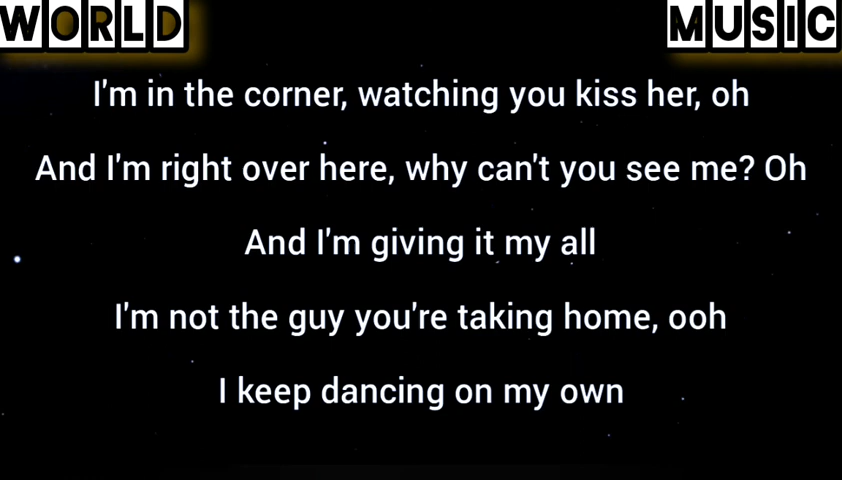 WORLD MUSIC
I'm in the corner, watching you kiss her, oh
And I'm right over here, why can't you see me? Oh
And I'm giving it my all
I'm not the guy you're taking home, ooh
I keep dancing on my own